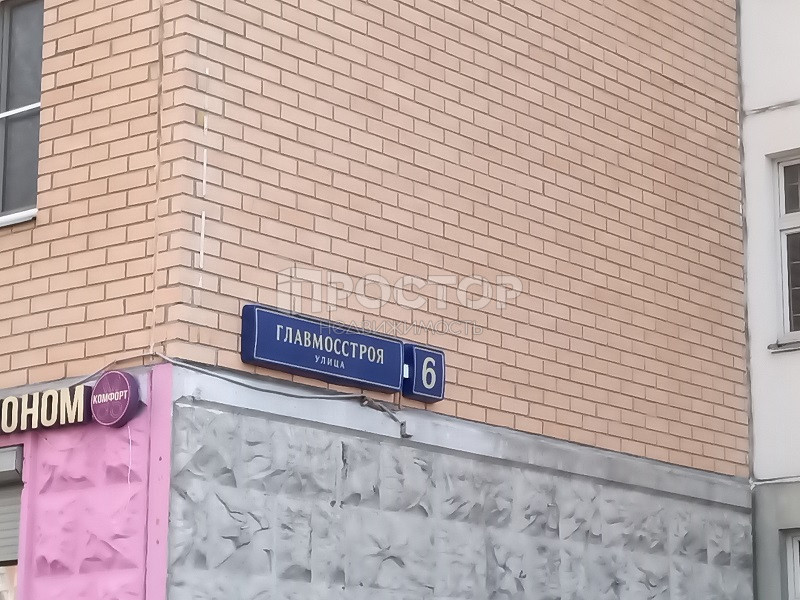 ПРОСТОР
НЕДВИЖИМОСТЬ
ГЛАВМОССТРОЯ
УЛИЦА
6
ОНОМ
КОМФОРТ